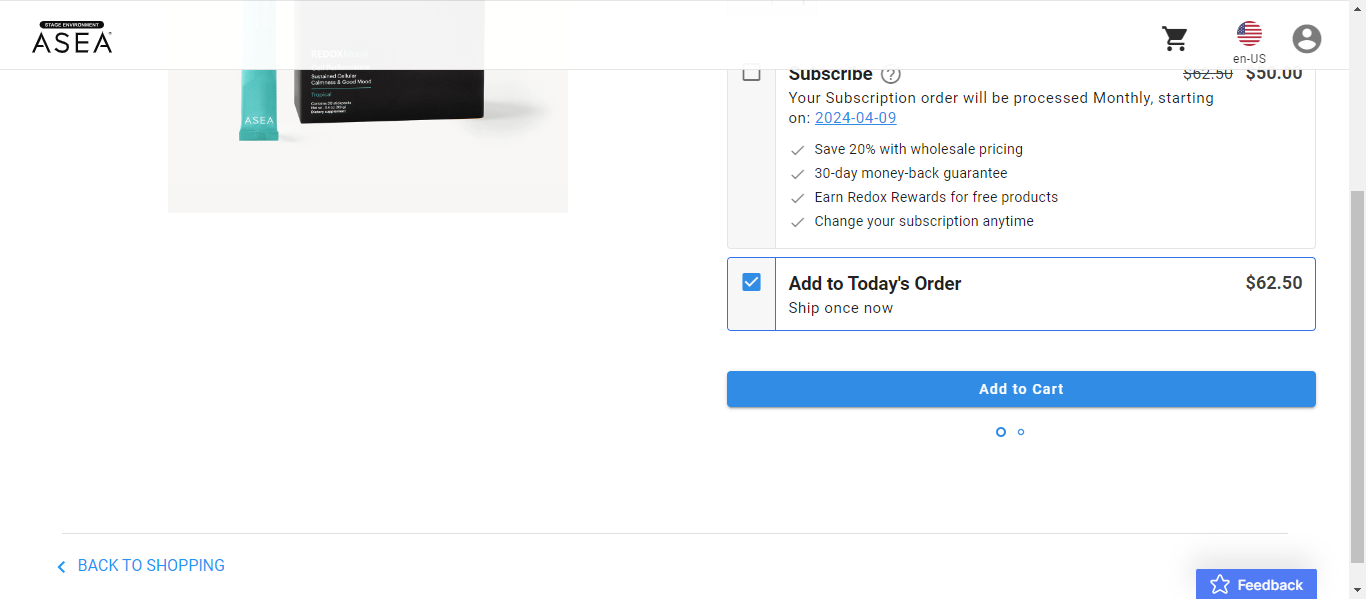 STAGE ENVIRONMENT
ASEA
en-US
REDOX
Sustained Cellular
Calmness & Good Mood
Tropical
Dietary supplement
ASEA
Subscribe
$62.50 $50.00
Your Subscription order will be processed Monthly, starting
on: 2024-04-09
Save 20% with wholesale pricing
30-day money-back guarantee
Earn Redox Rewards for free products
Change your subscription anytime
Add to Today's Order
$62.50
Ship once now
Add to Cart
BACK TO SHOPPING
Feedback